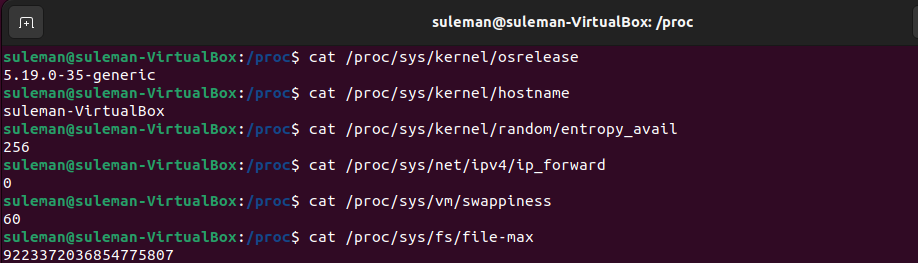 suleman@suleman-VirtualBox: /proc
suleman@suleman-VirtualBox:/proc$ cat /proc/sys/kernel/osrelease
5.19.0-35-generic
suleman@suleman-VirtualBox:/proc$ cat /proc/sys/kernel/hostname
suleman-VirtualBox
suleman@suleman-VirtualBox:/proc$ cat /proc/sys/kernel/random/entropy_avail
256
suleman@suleman-VirtualBox:/proc$ cat /proc/sys/net/ipv4/ip_forward
0
suleman@suleman-VirtualBox:/proc$ cat /proc/sys/vm/swappiness
60
suleman@suleman-VirtualBox:/proc$ cat /proc/sys/fs/file-max
9223372036854775807